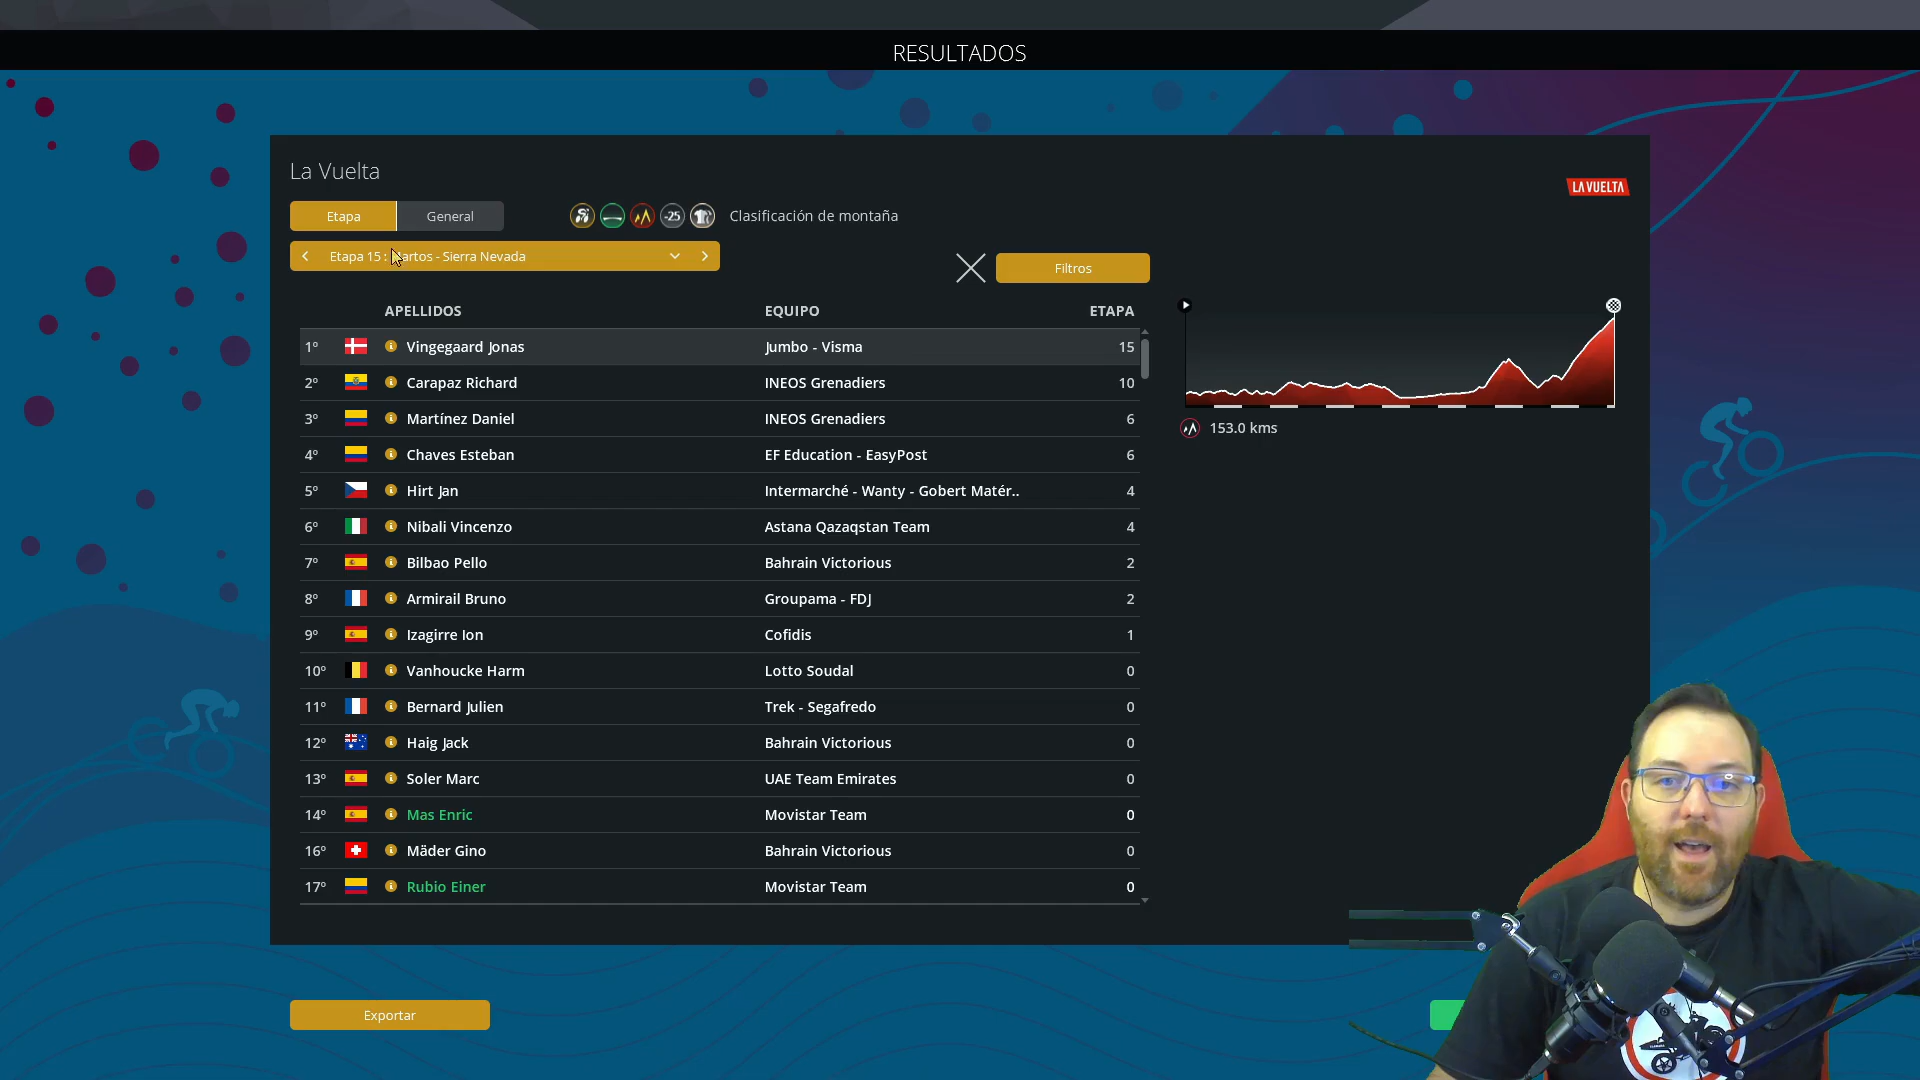 RESULTADOS
La Vuelta
LA VUELTA
Etapa General -25 Clasificación de montaña
Etapa 15 : artos - Sierra Nevada
Filtros
APELLIDOS EQUIPO ETAPA
1º Vingegaard Jonas Jumbo - Visma 15
2º Carapaz Richard INEOS Grenadiers 10
3º Martínez Daniel INEOS Grenadiers 6
4º Chaves Esteban EF Education - EasyPost 6
5º Hirt Jan Intermarché - Wanty - Gobert Matér.. 4
6º Nibali Vincenzo Astana Qazaqstan Team 4
7º Bilbao Pello Bahrain Victorious 2
8º Armirail Bruno Groupama - FDJ 2
9º Izagirre Ion Cofidis 1
10º Vanhoucke Harm Lotto Soudal 0
11º Bernard Julien Trek - Segafredo 0
12º Haig Jack Bahrain Victorious 0
13º Soler Marc UAE Team Emirates 0
14º Mas Enric Movistar Team 0
16º Mäder Gino Bahrain Victorious 0
17º Rubio Einer Movistar Team 0
153.0 kms
Exportar